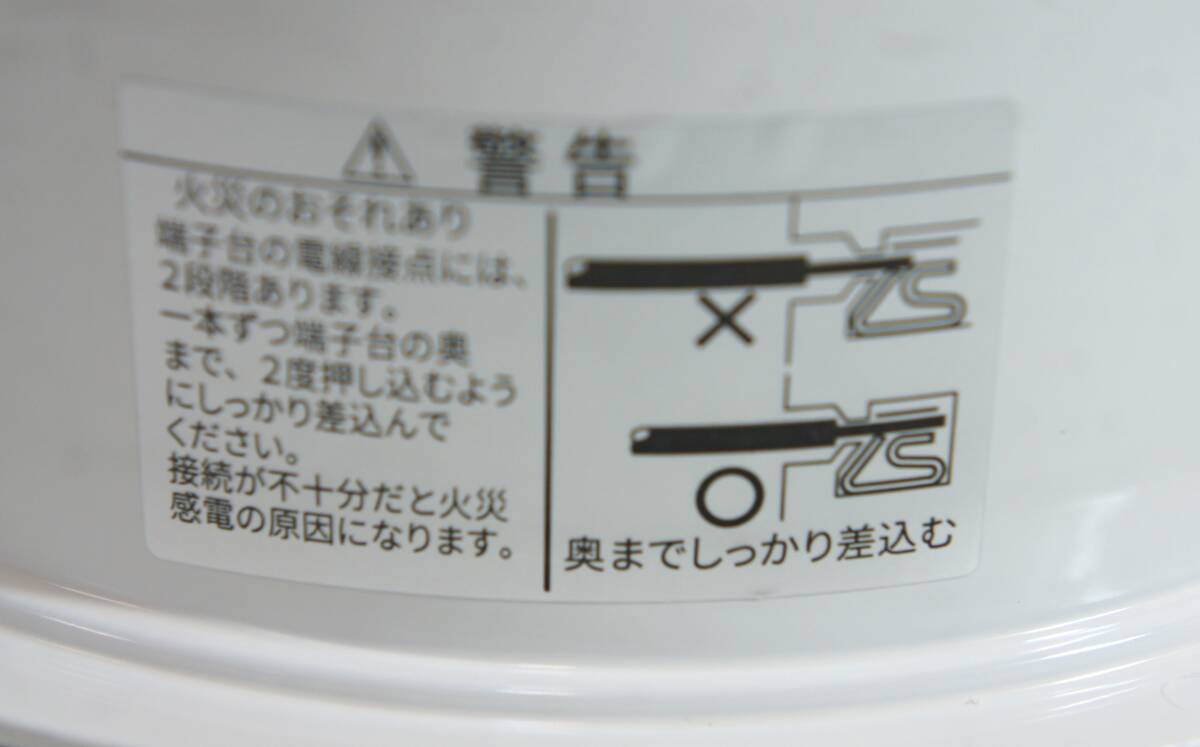 警告
火災のおそれあり
端子台の電線接点には、
2段階あります。
一本ずつ端子台の奥
まで、2度押し込むよう
にしっかり差込んで
ください。
接続が不十分だと火災
感電の原因になります。
奥までしっかり差込む